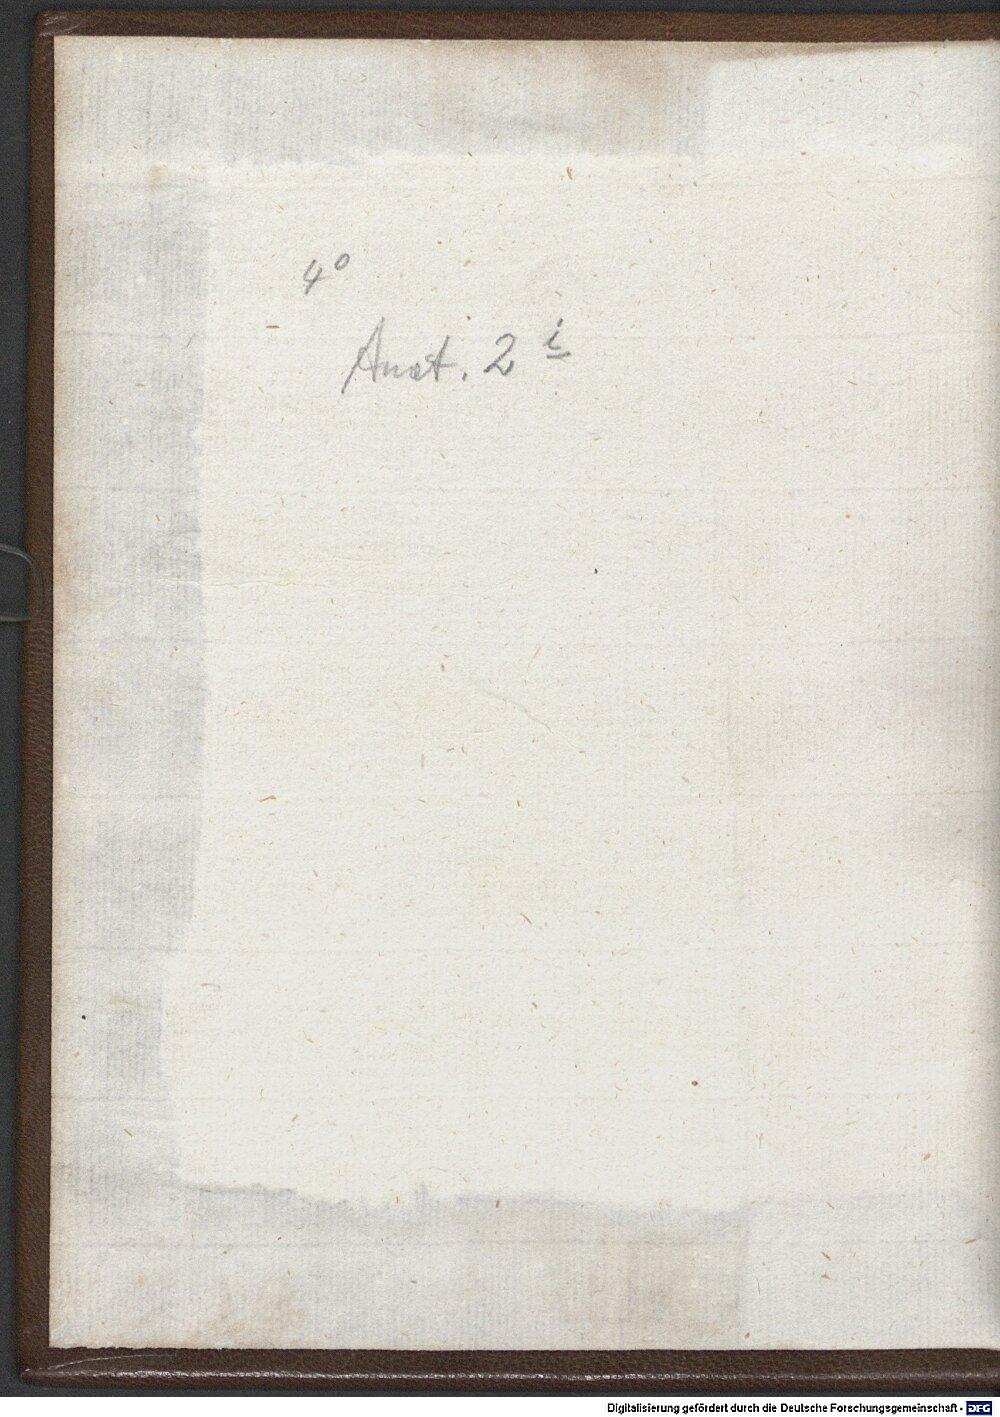 4°
Anat. 2 i
Digitalisierung gefördert durch die Deutsche Forschungsgemeinschaft - DFG